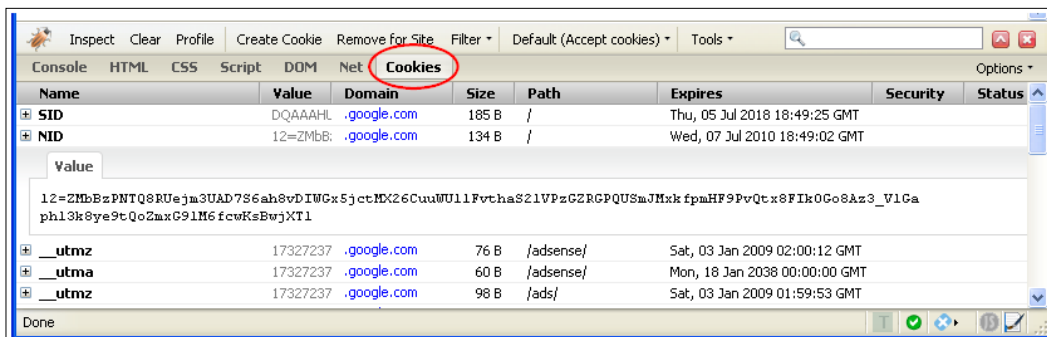 Inspect Clear Profile Create Cookie Remove for Site Filter Default (Accept cookies) Tools
Console HTML CSS Script DOM Net Cookies Options
Name Value Domain Size Path Expires Security Status
SID DQAAAHL .google.com 185 B / Thu, 05 Jul 2018 18:49:25 GMT
NID 12=ZMbB: .google.com 134 B / Wed, 07 Jul 2010 18:49:02 GMT
Value
12=ZMbBzPNTQ8RUejm3UAD7S6ah8vDIWGx5jctMX26CuuWUl1FvthaS21VPzGZRGPQUSmJMxkfpmHF9PvQtx8FIkOGo8Az3_VlGa
phl3k8ye9tQoZmxG91M6fcwKsBwjXTl
__utmz 17327237 .google.com 76 B /adsense/ Sat, 03 Jan 2009 02:00:12 GMT
__utma 17327237 .google.com 60 B /adsense/ Mon, 18 Jan 2038 00:00:00 GMT
__utmz 17327237 .google.com 98 B /ads/ Sat, 03 Jan 2009 01:59:53 GMT
Done